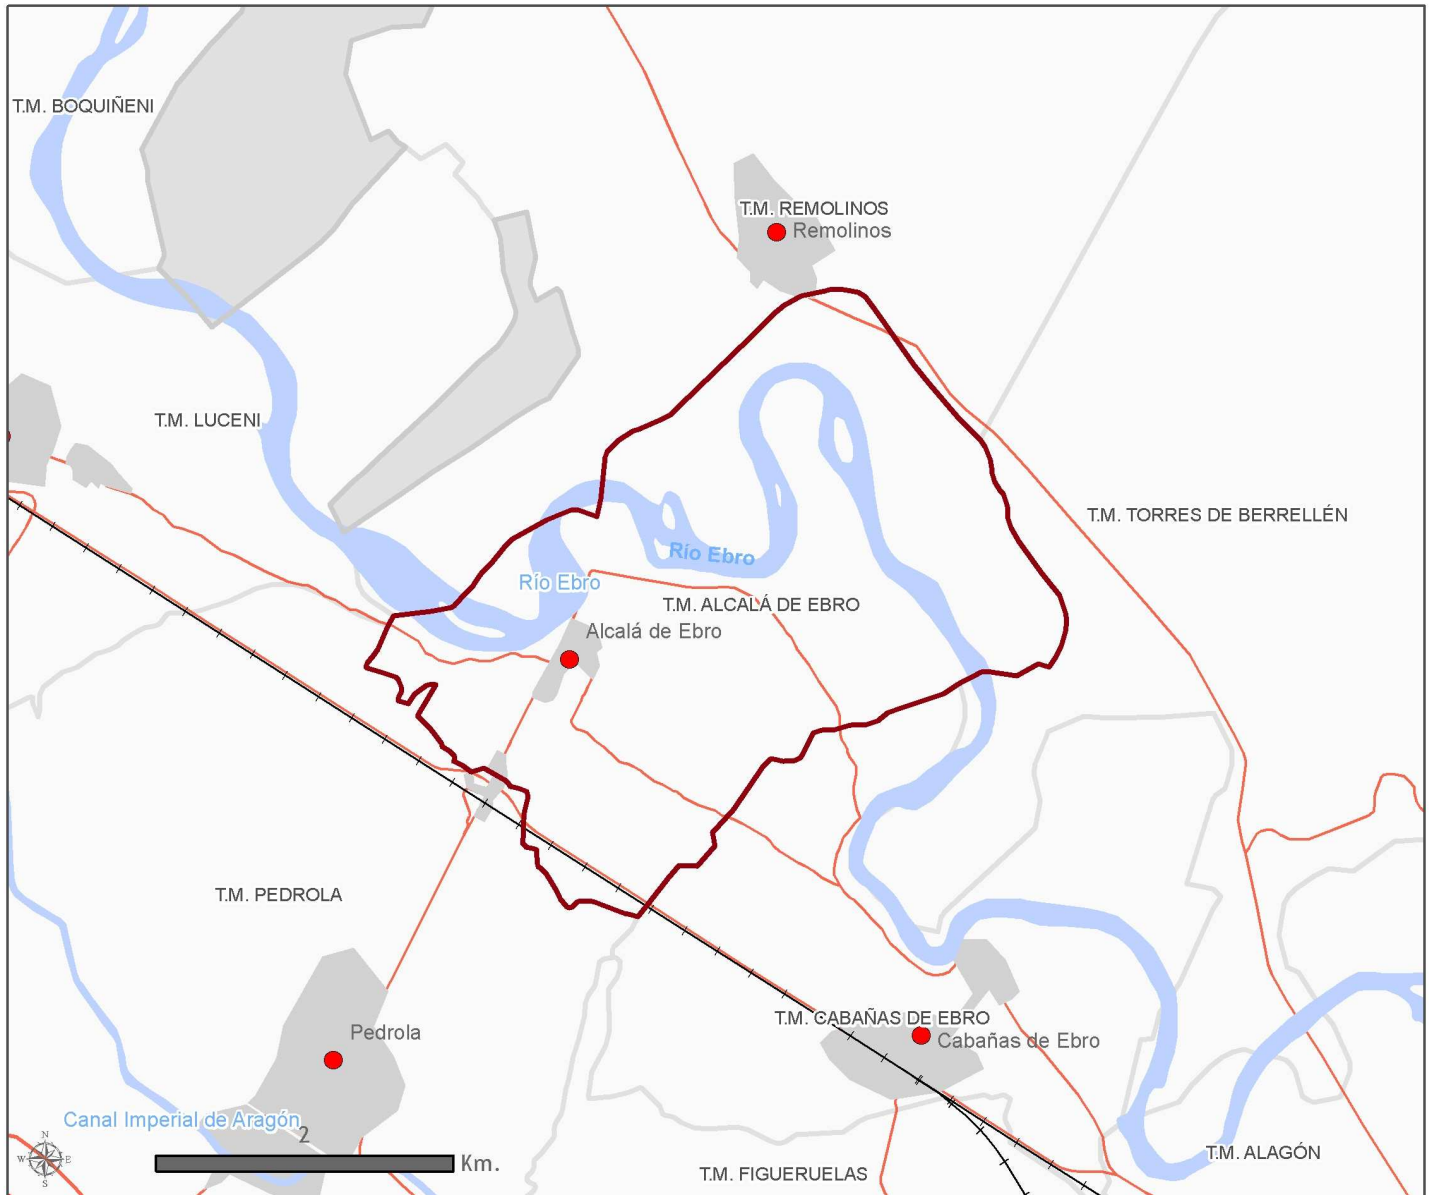 T.M. BOQUIÑENI
T.M. REMOLINOS
Remolinos
T.M. LUCENI
T.M. TORRES DE BERRELLÉN
Río Ebro
Río Ebro
T.M. ALCALÁ DE EBRO
Alcalá de Ebro
T.M. PEDROLA
T.M. CABAÑAS DE EBRO
Cabañas de Ebro
Pedrola
Canal Imperial de Aragón
2
Km.
N
W E
S
T.M. ALAGÓN
T.M. FIGUERUELAS